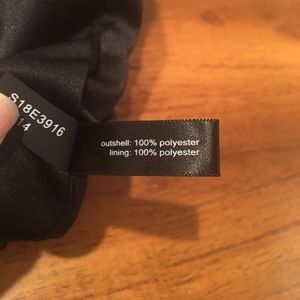 S18E3916
14
outshell: 100% polyester
lining: 100% polyester